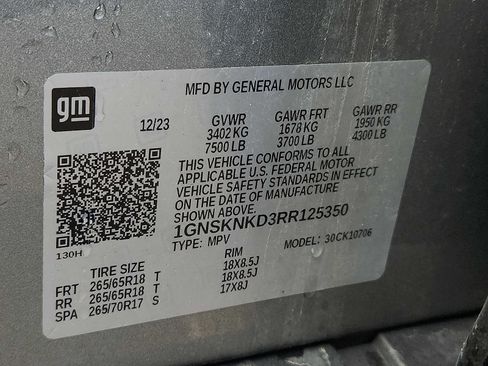 gm
MFD BY GENERAL MOTORS LLC
12/23 GVWR GAWR FRT GAWR RR
3402 KG 1678 KG 1950 KG
7500 LB 3700 LB 4300 LB
THIS VEHICLE CONFORMS TO ALL
APPLICABLE U.S. FEDERAL MOTOR
VEHICLE SAFETY STANDARDS IN EFFECT
ON THE DATE OF MANUFACTURE
SHOWN ABOVE.
1GNSKNKD3RR125350
TYPE: MPV MODEL: 30CK10706
130H
TIRE SIZE RIM
FRT 265/65R18 T 18X8.5J
RR 265/65R18 T 18X8.5J
SPA 265/70R17 S 17X8J